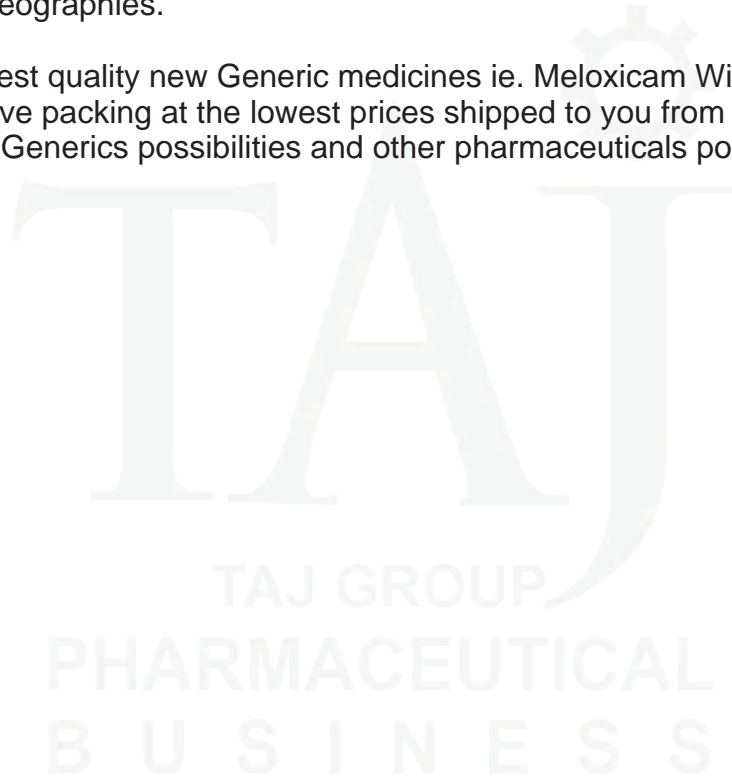 eographies.
est quality new Generic medicines ie. Meloxicam Wi
ve packing at the lowest prices shipped to you from
Generics possibilities and other pharmaceuticals po
TAJ
TAJ GROUP
PHARMACEUTICAL
BUSINESS